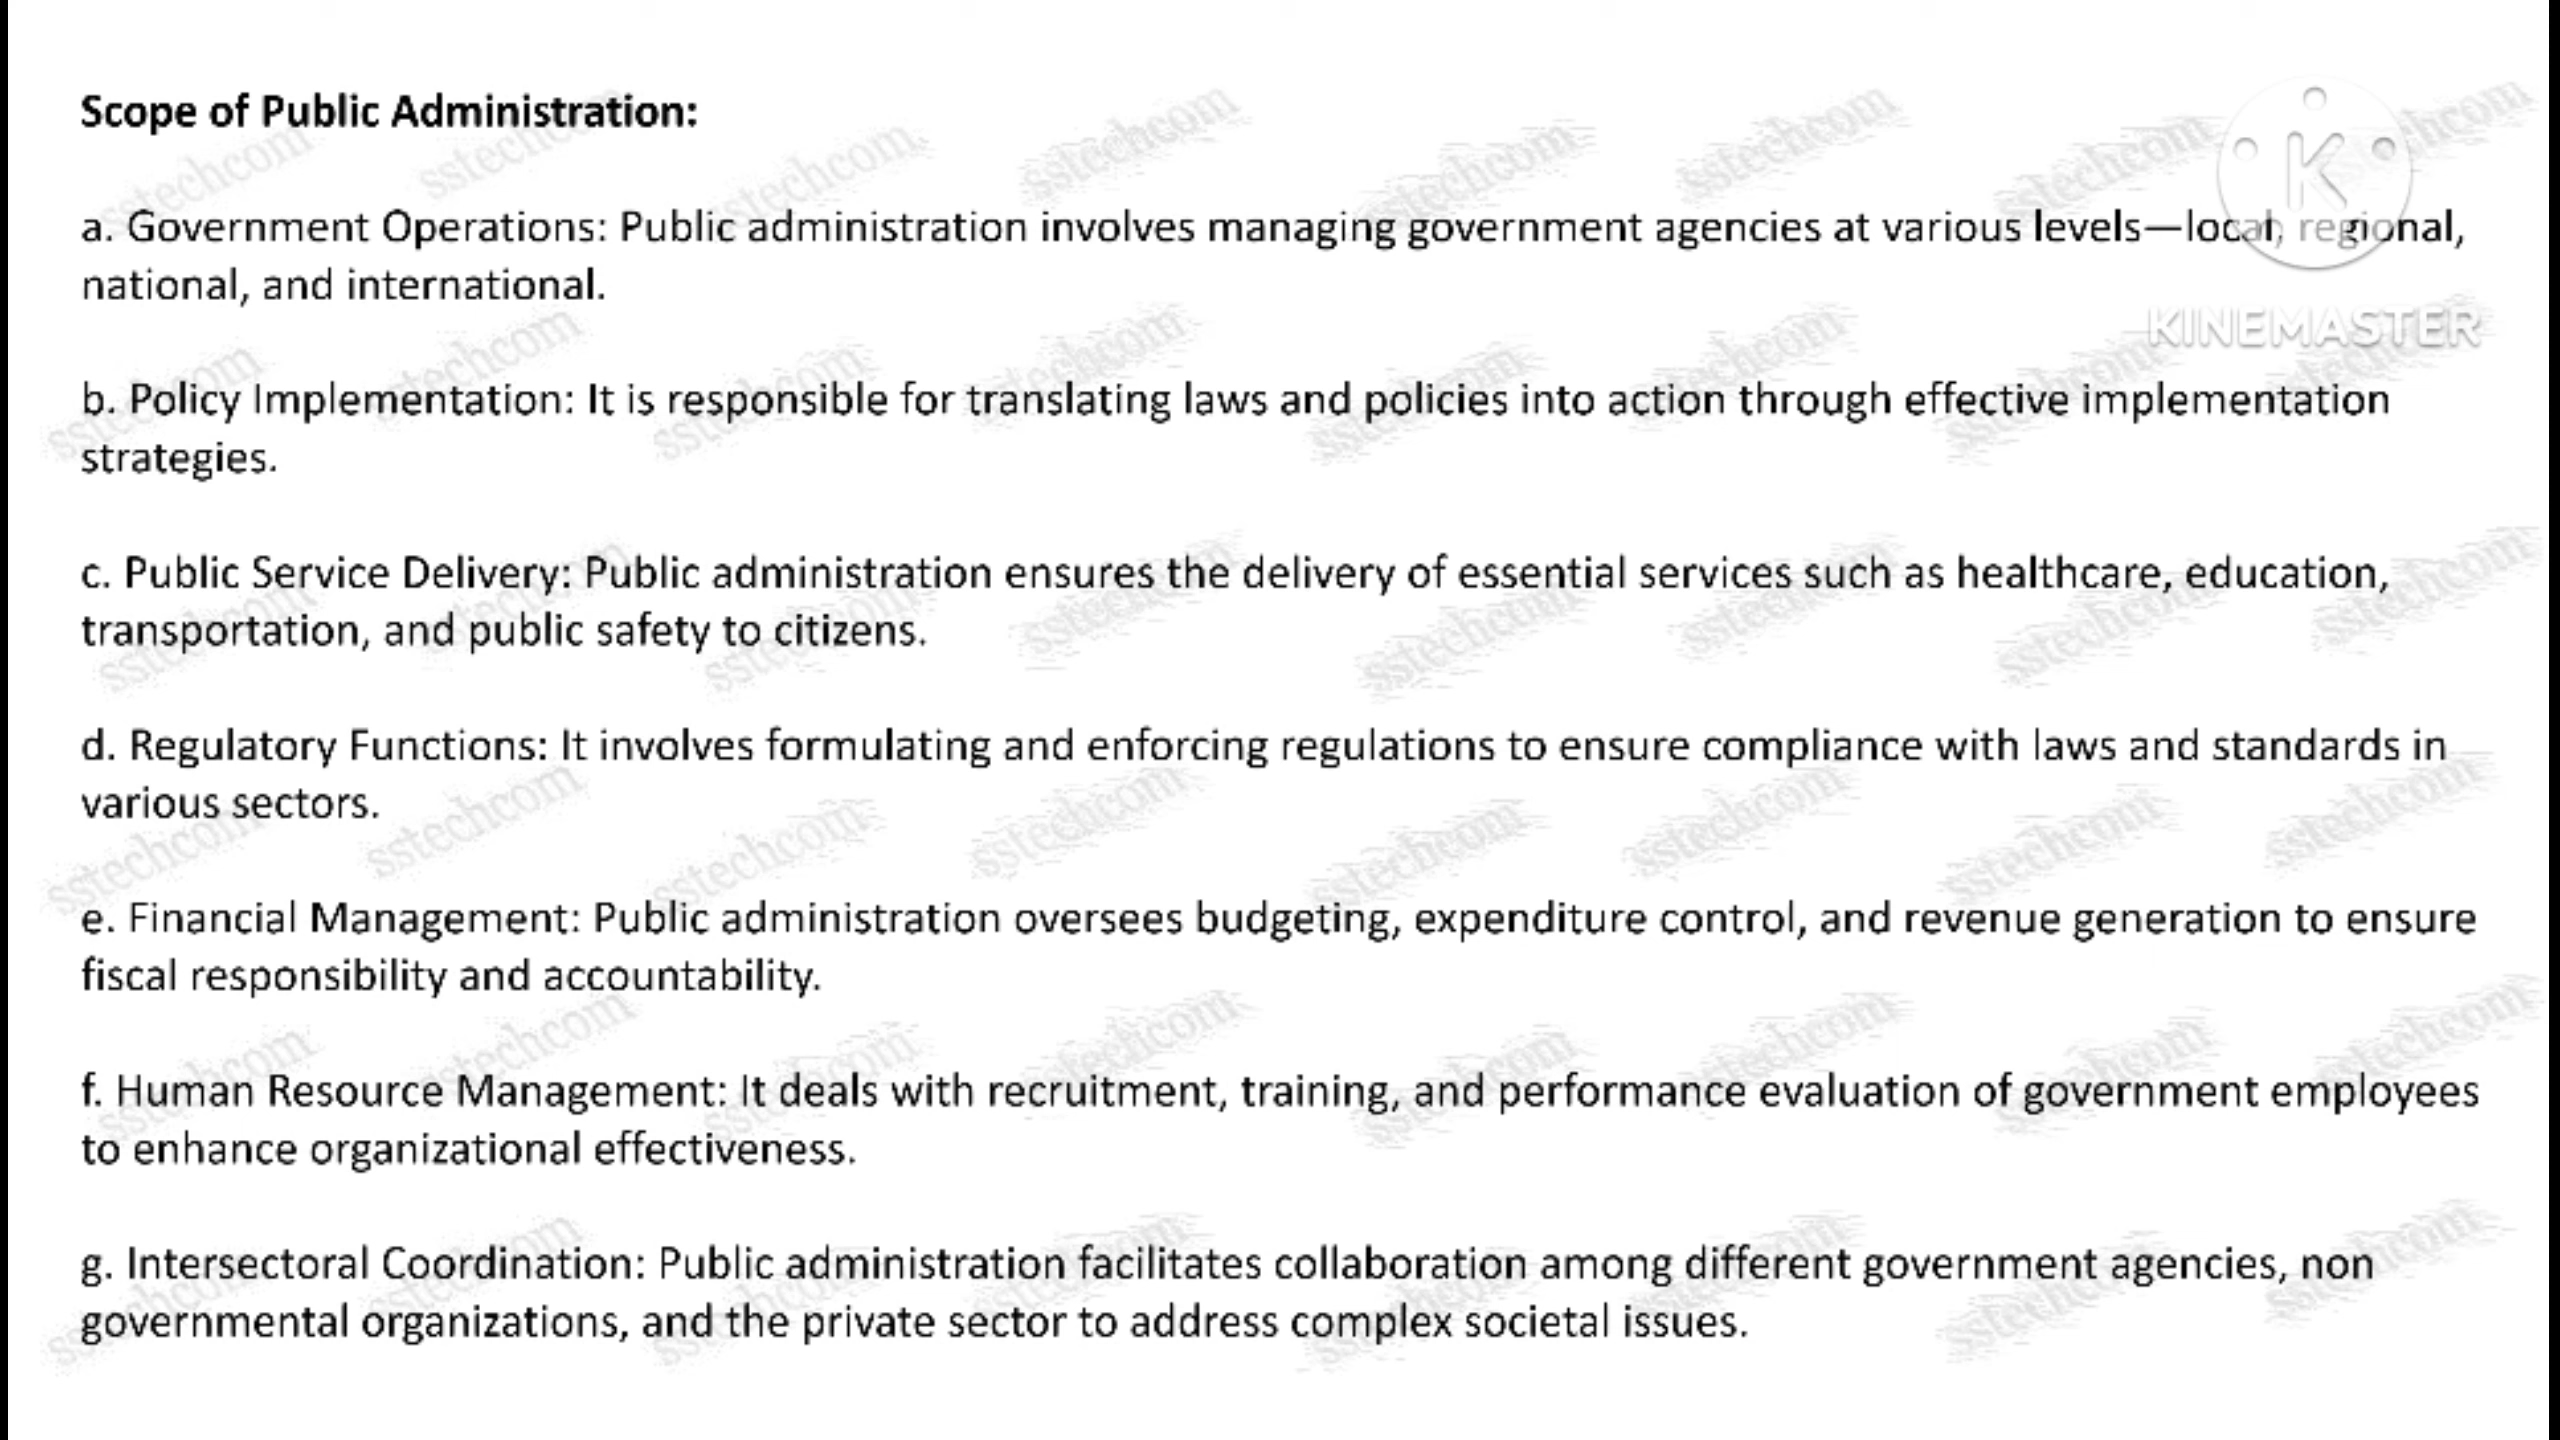 Scope of Public Administration:
a. Government Operations: Public administration involves managing government agencies at various levels—local, regional,
national, and international.
KINEMASTER
b. Policy Implementation: It is responsible for translating laws and policies into action through effective implementation
strategies.
c. Public Service Delivery: Public administration ensures the delivery of essential services such as healthcare, education,
transportation, and public safety to citizens.
d. Regulatory Functions: It involves formulating and enforcing regulations to ensure compliance with laws and standards in
various sectors.
e. Financial Management: Public administration oversees budgeting, expenditure control, and revenue generation to ensure
fiscal responsibility and accountability.
f. Human Resource Management: It deals with recruitment, training, and performance evaluation of government employees
to enhance organizational effectiveness.
g. Intersectoral Coordination: Public administration facilitates collaboration among different government agencies, non
governmental organizations, and the private sector to address complex societal issues.
sstechcom